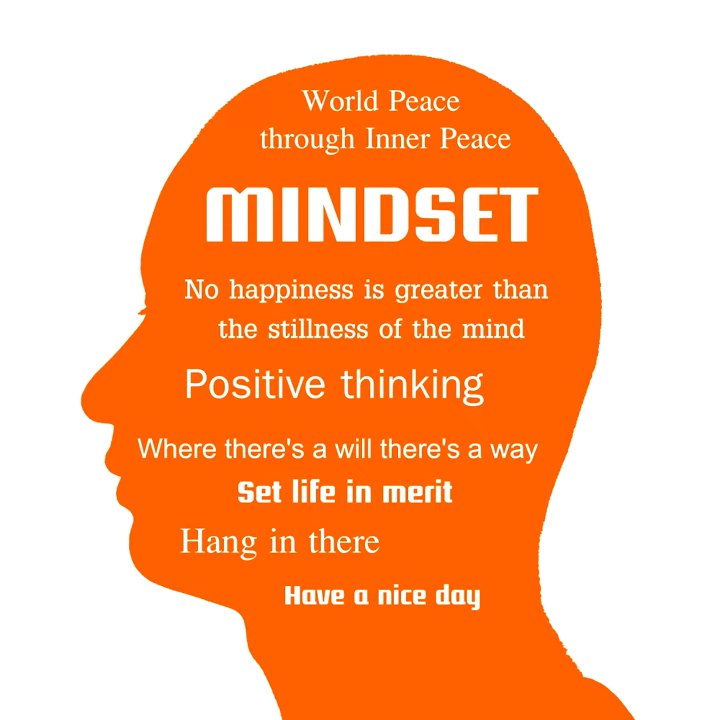 World Peace
through Inner Peace
MINDSET
No happiness is greater than
the stillness of the mind
Positive thinking
Where there's a will there's a way
Set life in merit
Hang in there
Have a nice day